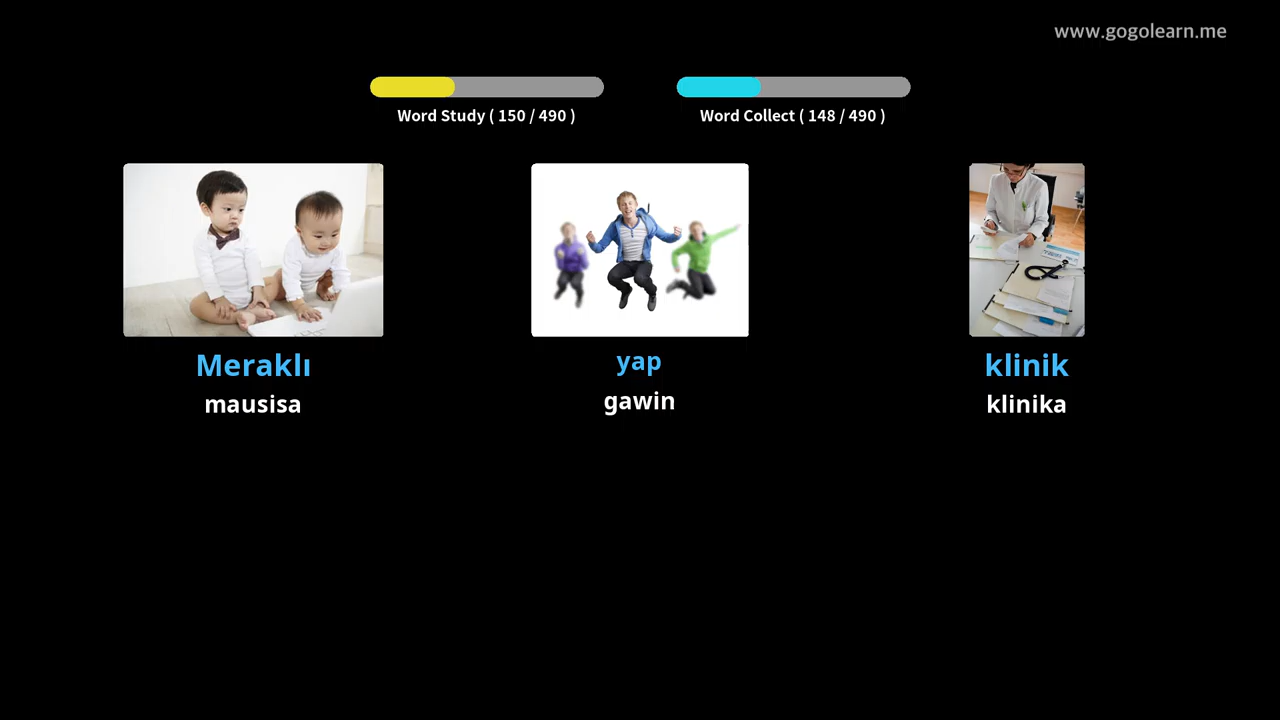 www.gogolearn.me
Word Study ( 150 / 490 )
Word Collect ( 148 / 490 )
Meraklı
mausisa
yap
gawin
klinik
klinika